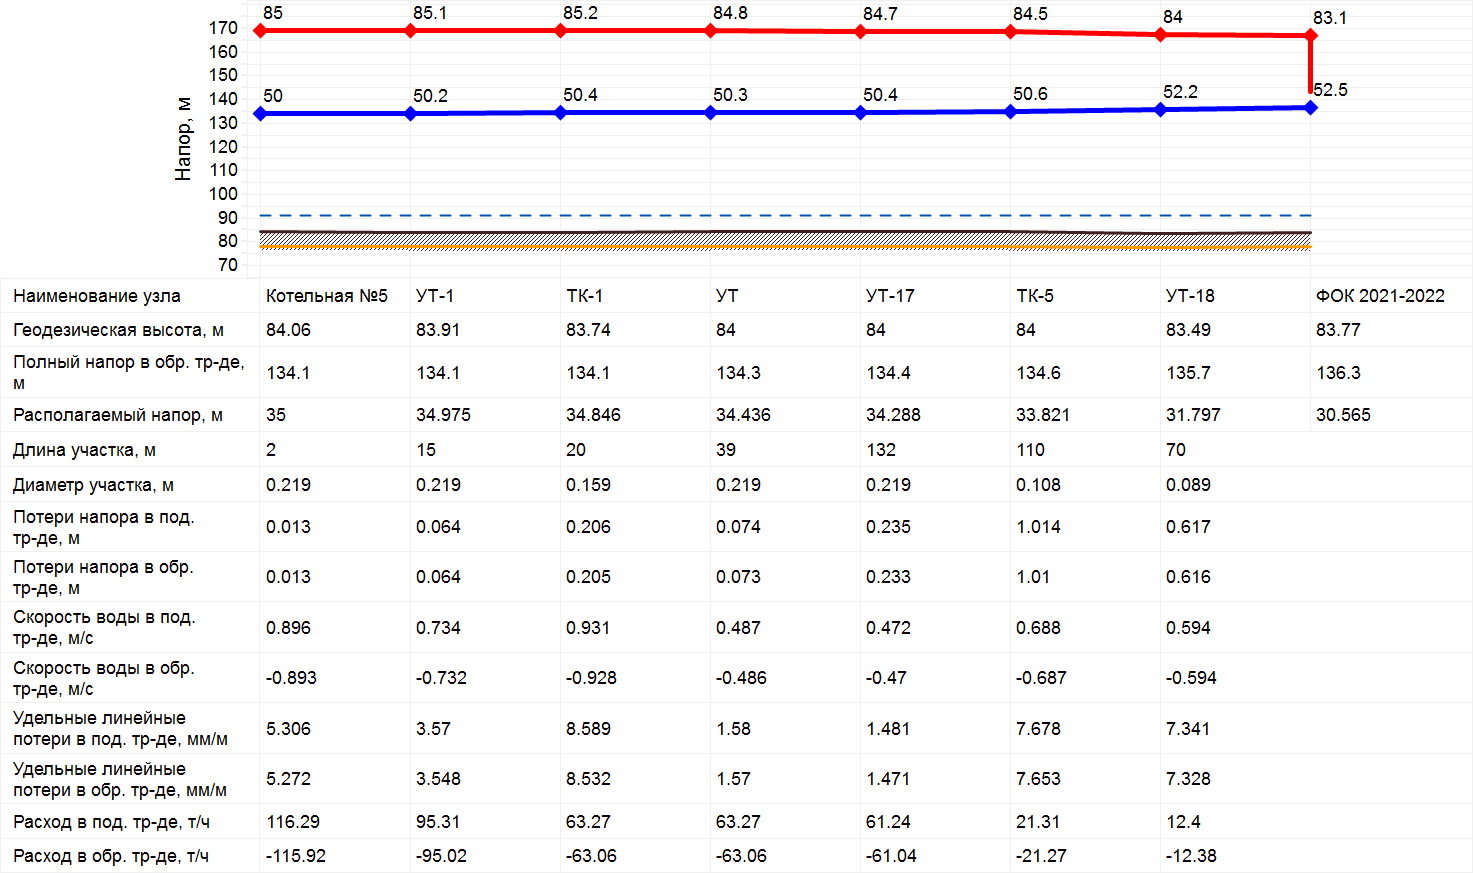 85 85.1 85.2 84.8 84.7 84.5 84 83.1
50 50.2 50.4 50.3 50.4 50.6 52.2 52.5
Напор, м
170
160
150
140
130
120
110
100
90
80
70
Наименование узла Котельная №5 УТ-1 ТК-1 УТ УТ-17 ТК-5 УТ-18 ФОК 2021-2022
Геодезическая высота, м 84.06 83.91 83.74 84 84 84 83.49 83.77
Полный напор в обр. тр-де,
м 134.1 134.1 134.1 134.3 134.4 134.6 135.7 136.3
Располагаемый напор, м 35 34.975 34.846 34.436 34.288 33.821 31.797 30.565
Длина участка, м 2 15 20 39 132 110 70
Диаметр участка, м 0.219 0.219 0.159 0.219 0.219 0.108 0.089
Потери напора в под.
тр-де, м 0.013 0.064 0.206 0.074 0.235 1.014 0.617
Потери напора в обр.
тр-де, м 0.013 0.064 0.205 0.073 0.233 1.01 0.616
Скорость воды в под.
тр-де, м/с 0.896 0.734 0.931 0.487 0.472 0.688 0.594
Скорость воды в обр.
тр-де, м/с -0.893 -0.732 -0.928 -0.486 -0.47 -0.687 -0.594
Удельные линейные
потери в под. тр-де, мм/м 5.306 3.57 8.589 1.58 1.481 7.678 7.341
Удельные линейные
потери в обр. тр-де, мм/м 5.272 3.548 8.532 1.57 1.471 7.653 7.328
Расход в под. тр-де, т/ч 116.29 95.31 63.27 63.27 61.24 21.31 12.4
Расход в обр. тр-де, т/ч -115.92 -95.02 -63.06 -63.06 -61.04 -21.27 -12.38